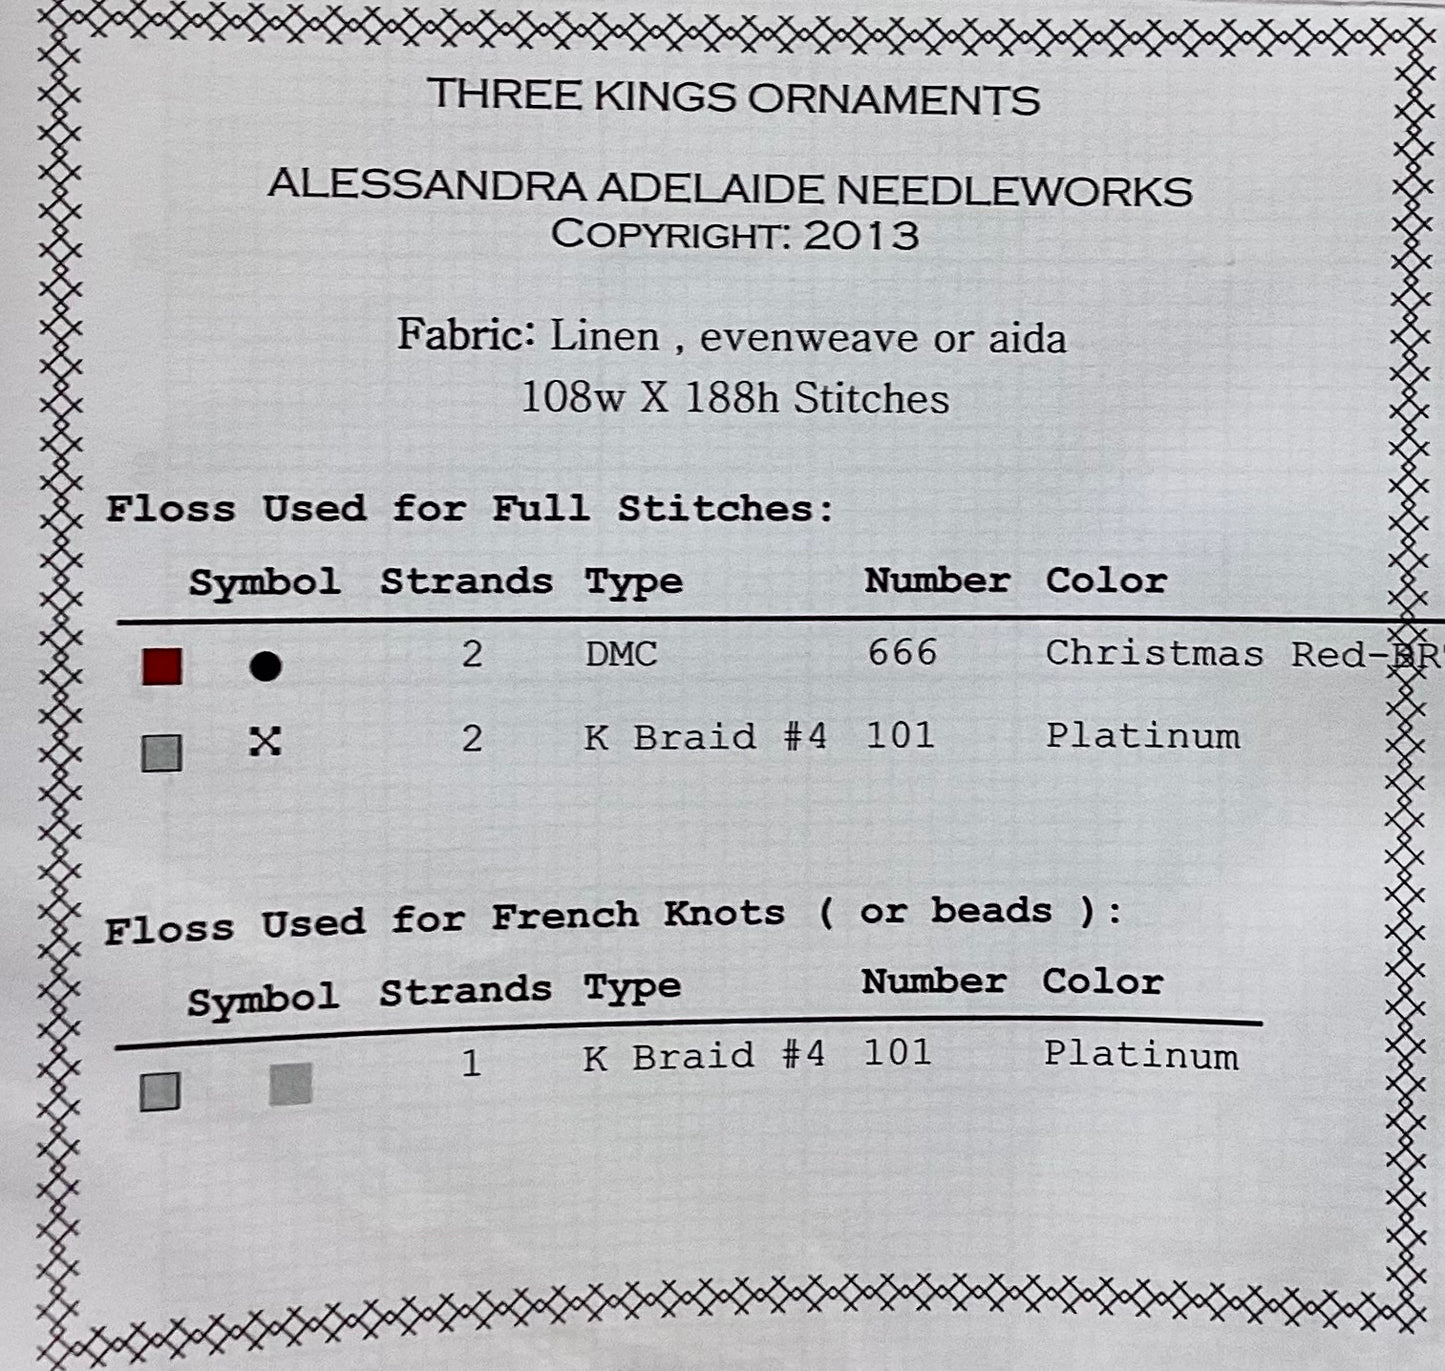 THREE KINGS ORNAMENTS
ALESSANDRA ADELAIDE NEEDLEWORKS
COPYRIGHT: 2013
Fabric: Linen , evenweave or aida
108w X 188h Stitches
Floss Used for Full Stitches:
Symbol Strands Type Number Color
2 DMC 666 Christmas Red-BR
2 K Braid #4 101 Platinum
Floss Used for French Knots ( or beads ):
Symbol Strands Type Number Color
1 K Braid #4 101 Platinum